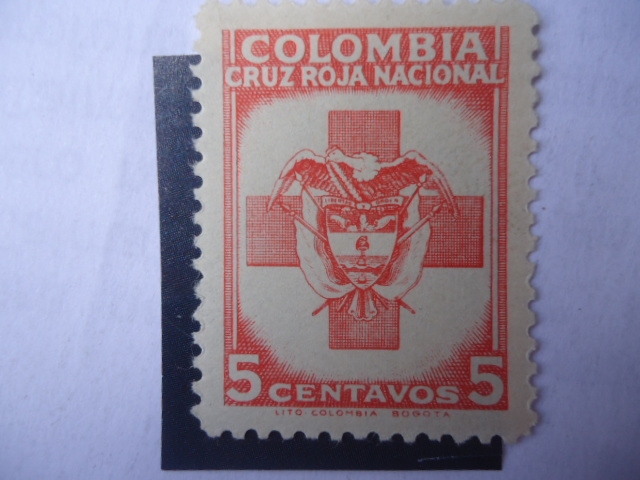 COLOMBIA
CRUZ ROJA NACIONAL
LIBERTAD Y ORDEN
5 CENTAVOS 5
LITO·COLOMBIA BOGOTA